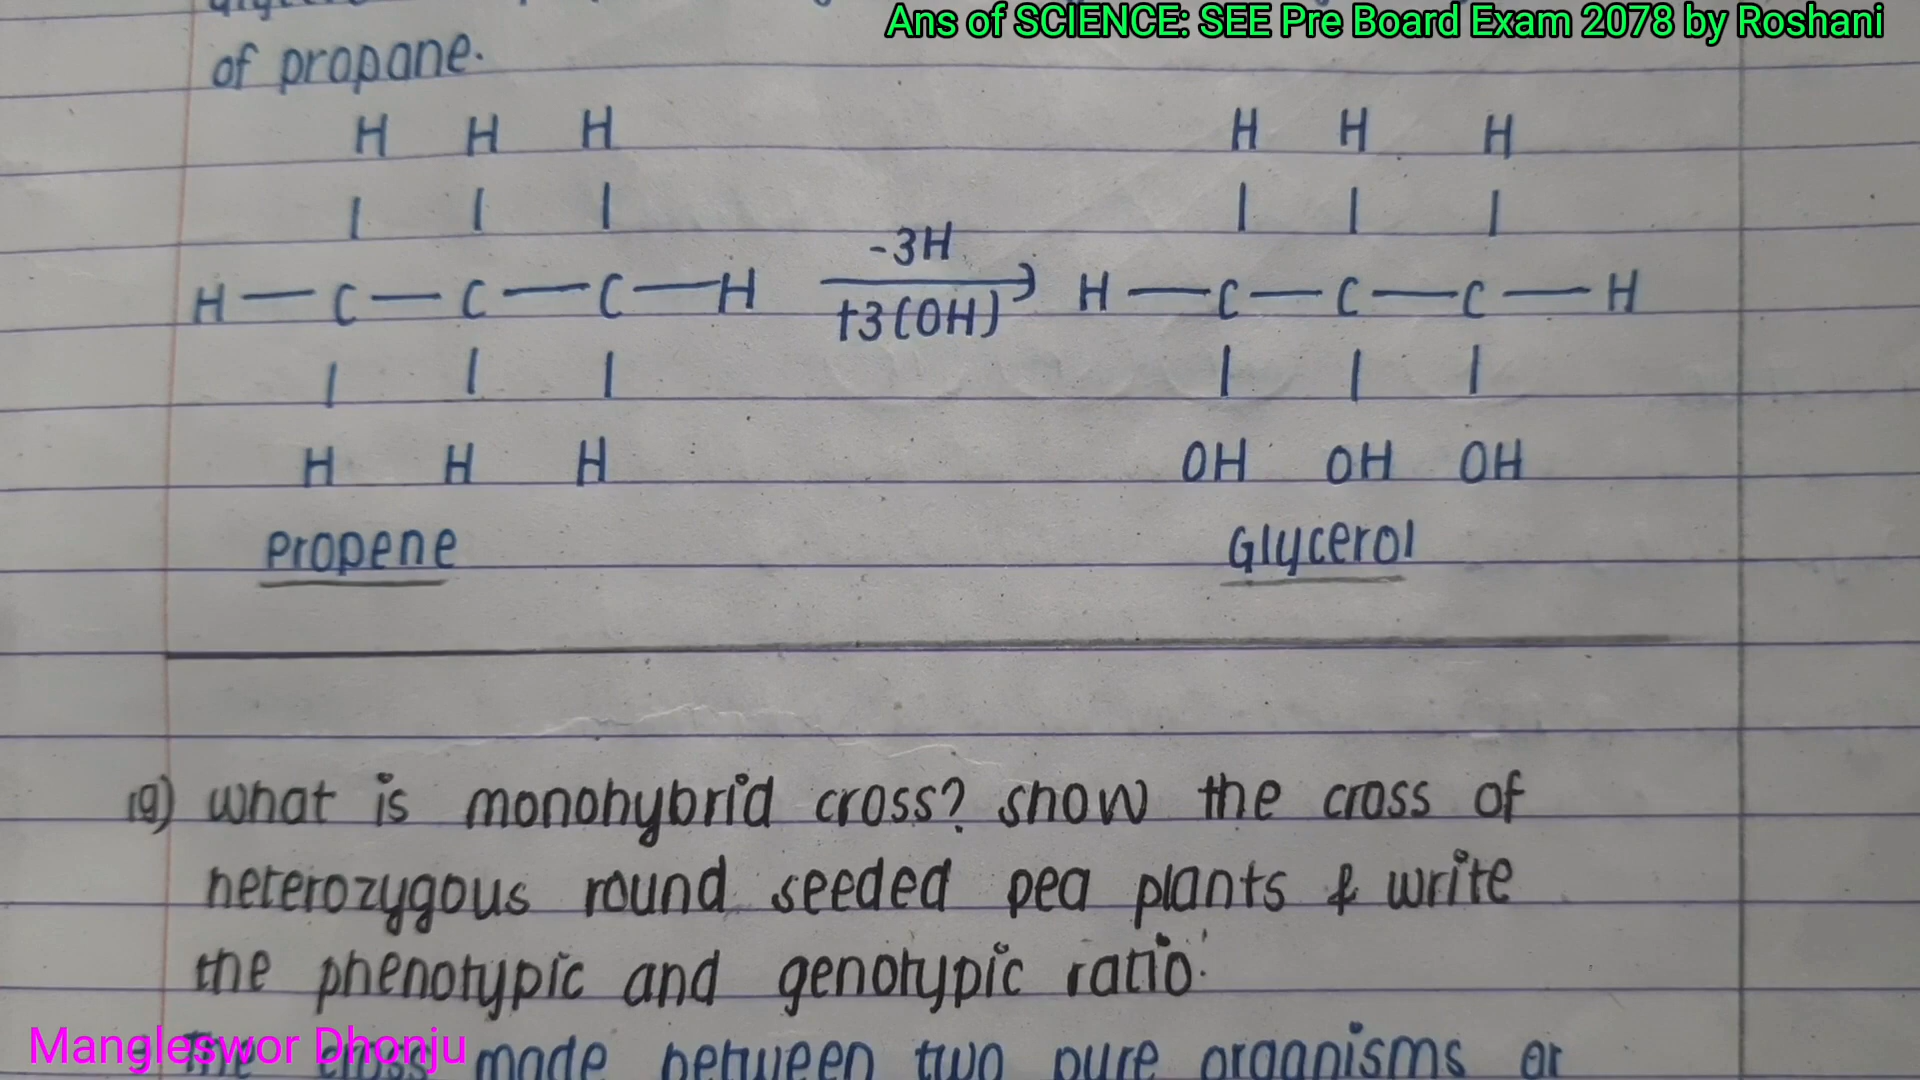 Ans of SCIENCE: SEE Pre Board Exam 2078 by Roshani
of propane.
H H H H H H
| | | | | |
-3H
H — C — C — C — H → H — C — C — C — H
+3(OH)
| | | | | |
H H H OH OH OH
Propene Glycerol
19) What is monohybrid cross? show the cross of
heterozygous round seeded pea plants & write
the phenotypic and genotypic ratio.
Mangleswor Dhonju
The cross made between two pure organisms or